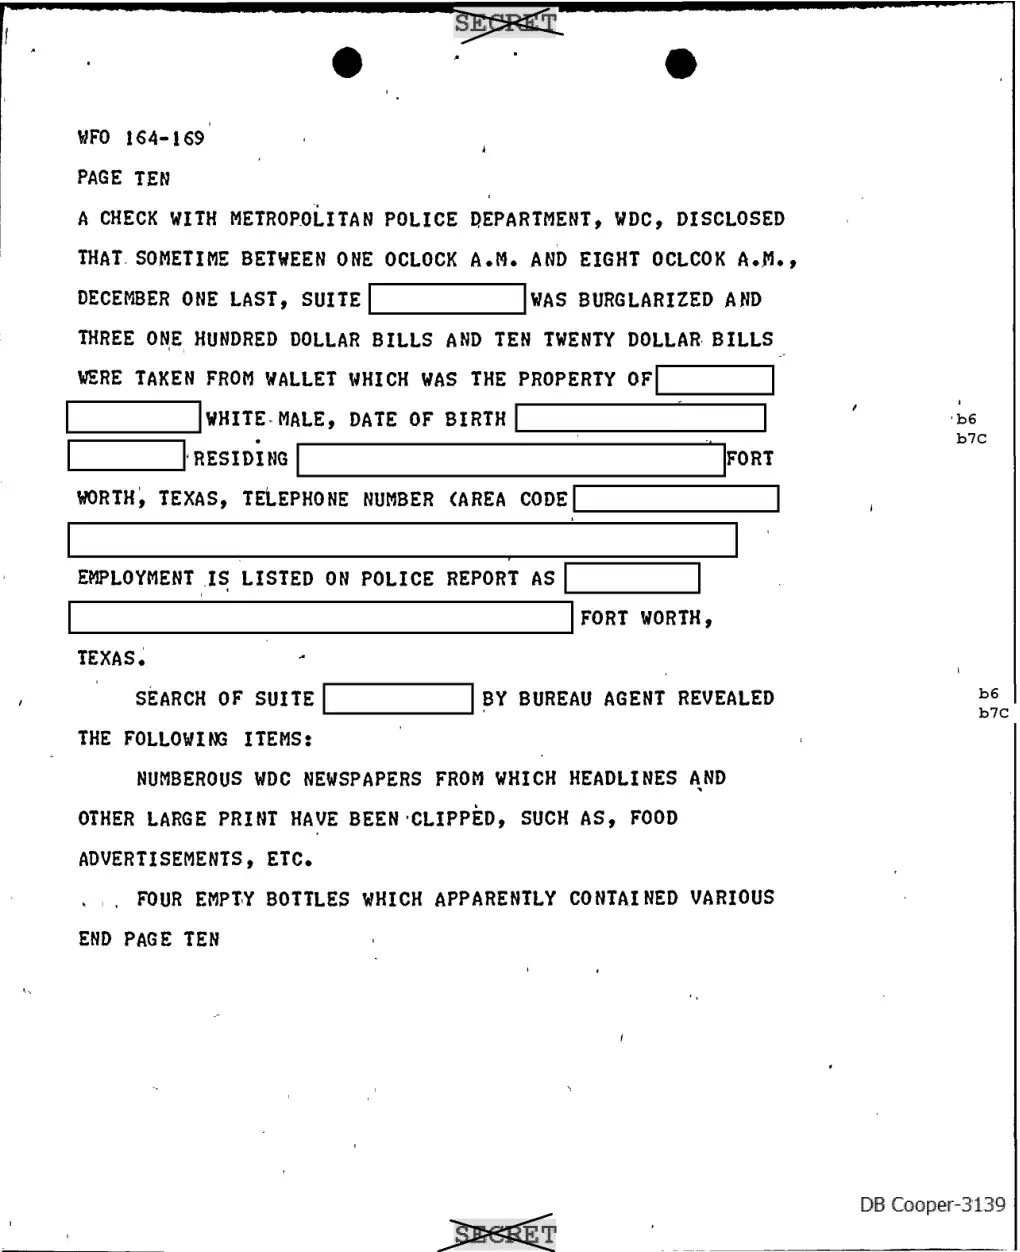 SECRET
WFO 164-169
PAGE TEN
A CHECK WITH METROPOLITAN POLICE DEPARTMENT, WDC, DISCLOSED
THAT SOMETIME BETWEEN ONE OCLOCK A.M. AND EIGHT OCLCOK A.M.,
DECEMBER ONE LAST, SUITE WAS BURGLARIZED AND
THREE ONE HUNDRED DOLLAR BILLS AND TEN TWENTY DOLLAR BILLS
WERE TAKEN FROM WALLET WHICH WAS THE PROPERTY OF
WHITE MALE, DATE OF BIRTH
b6
b7C
RESIDING FORT
WORTH, TEXAS, TELEPHONE NUMBER (AREA CODE
EMPLOYMENT IS LISTED ON POLICE REPORT AS
FORT WORTH,
TEXAS.
SEARCH OF SUITE BY BUREAU AGENT REVEALED
b6
b7C
THE FOLLOWING ITEMS:
NUMBEROUS WDC NEWSPAPERS FROM WHICH HEADLINES AND
OTHER LARGE PRINT HAVE BEEN CLIPPED, SUCH AS, FOOD
ADVERTISEMENTS, ETC.
FOUR EMPTY BOTTLES WHICH APPARENTLY CONTAINED VARIOUS
END PAGE TEN
DB Cooper-3139
SECRET